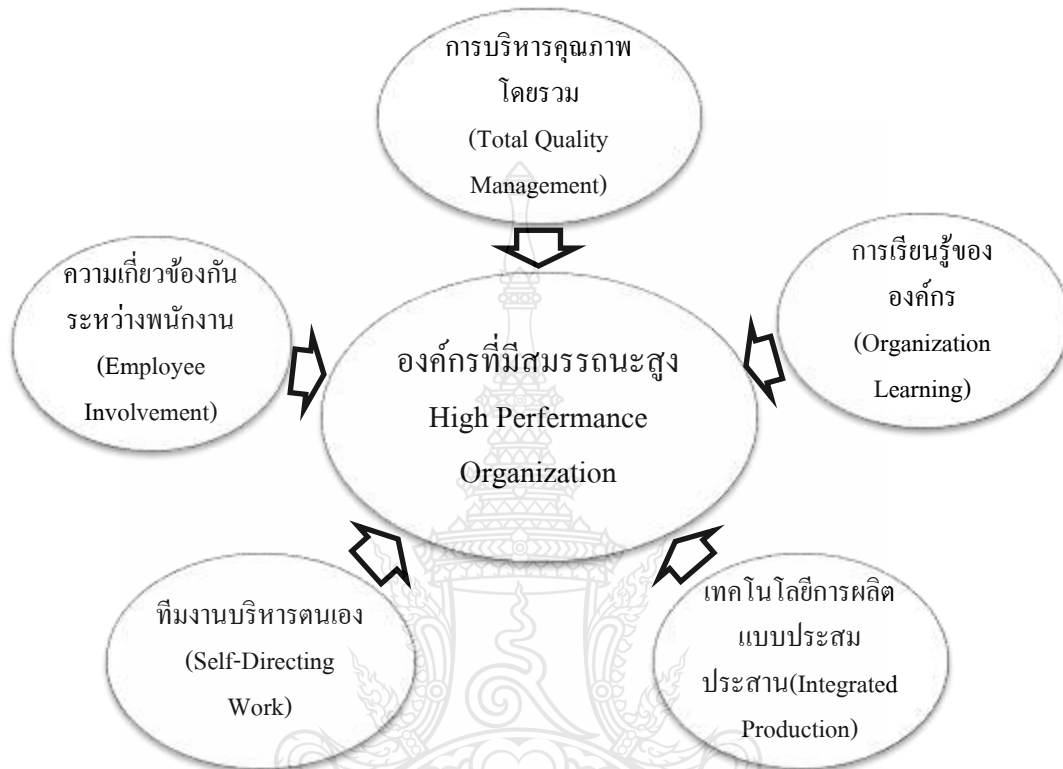 การบริหารคุณภาพ
โดยรวม
(Total Quality
Management)
ความเกี่ยวข้องกัน
ระหว่างพนักงาน
(Employee
Involvement)
การเรียนรู้ของ
องค์กร
(Organization
Learning)
องค์กรที่มีสมรรถนะสูง
High Perfermance
Organization
ทีมงานบริหารตนเอง
(Self-Directing
Work)
เทคโนโลยีการผลิต
แบบประสม
ประสาน(Integrated
Production)